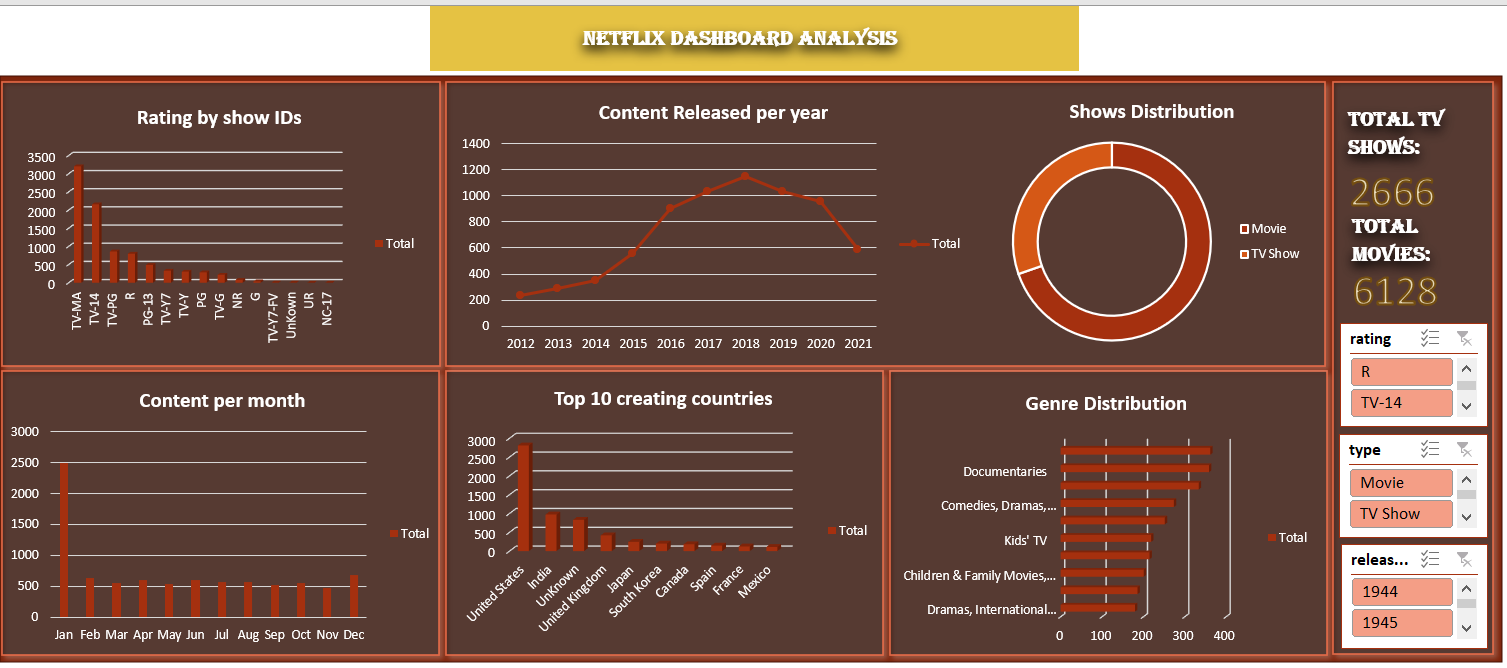 NETFLIX DASHBOARD ANALYSIS
Rating by show IDs
3500
3000
2500
2000
1500
1000
500
0
TV-MA
TV-14
TV-PG
R
PG-13
TV-Y7
TV-Y
PG
TV-G
NR
G
TV-Y7-FV
UnKown
UR
NC-17
Total
Content Released per year
1400
1200
1000
800
600
400
200
0
2012 2013 2014 2015 2016 2017 2018 2019 2020 2021
Total
Shows Distribution
Movie
TV Show
TOTAL TV
SHOWS:
2666
TOTAL
MOVIES:
6128
rating
R
TV-14
type
Movie
TV Show
releas...
1944
1945
Content per month
3000
2500
2000
1500
1000
500
0
Jan Feb Mar Apr May Jun Jul Aug Sep Oct Nov Dec
Total
Top 10 creating countries
3000
2500
2000
1500
1000
500
0
United States
India
UnKnown
United Kingdom
Japan
South Korea
Canada
Spain
France
Mexico
Total
Genre Distribution
Documentaries
Comedies, Dramas,...
Kids' TV
Children & Family Movies,...
Dramas, International...
0 100 200 300 400
Total